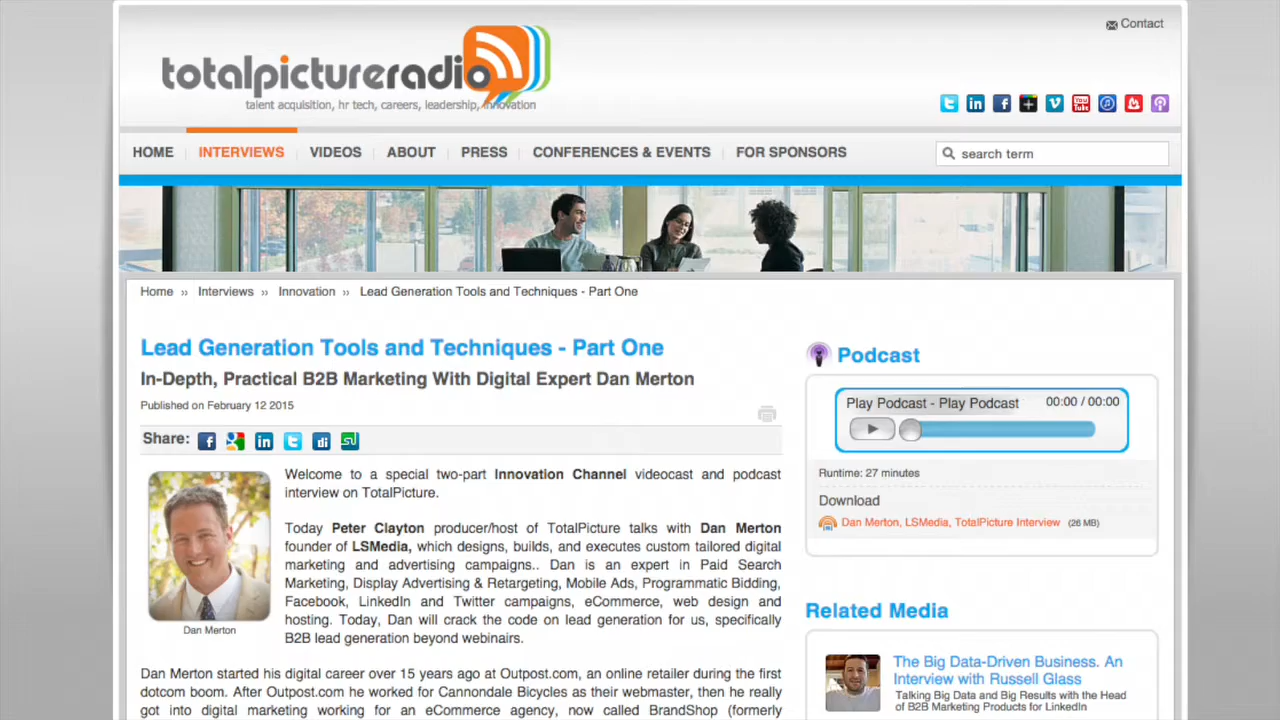 Contact
totalpictureradio
talent acquisition, hr tech, careers, leadership, innovation
HOME INTERVIEWS VIDEOS ABOUT PRESS CONFERENCES & EVENTS FOR SPONSORS search term
Home ›› Interviews ›› Innovation ›› Lead Generation Tools and Techniques - Part One
Lead Generation Tools and Techniques - Part One
In-Depth, Practical B2B Marketing With Digital Expert Dan Merton
Published on February 12 2015
Share:
Welcome to a special two-part Innovation Channel videocast and podcast
interview on TotalPicture.
Today Peter Clayton producer/host of TotalPicture talks with Dan Merton
founder of LSMedia, which designs, builds, and executes custom tailored digital
marketing and advertising campaigns.. Dan is an expert in Paid Search
Marketing, Display Advertising & Retargeting, Mobile Ads, Programmatic Bidding,
Facebook, LinkedIn and Twitter campaigns, eCommerce, web design and
hosting. Today, Dan will crack the code on lead generation for us, specifically
B2B lead generation beyond webinairs.
Dan Merton
Dan Merton started his digital career over 15 years ago at Outpost.com, an online retailer during the first
dotcom boom. After Outpost.com he worked for Cannondale Bicycles as their webmaster, then he really
got into digital marketing working for an eCommerce agency, now called BrandShop (formerly
Podcast
Play Podcast - Play Podcast 00:00 / 00:00
Runtime: 27 minutes
Download
Dan Merton, LSMedia, TotalPicture Interview (26 MB)
Related Media
The Big Data-Driven Business. An
Interview with Russell Glass
Talking Big Data and Big Results with the Head
of B2B Marketing Products for LinkedIn